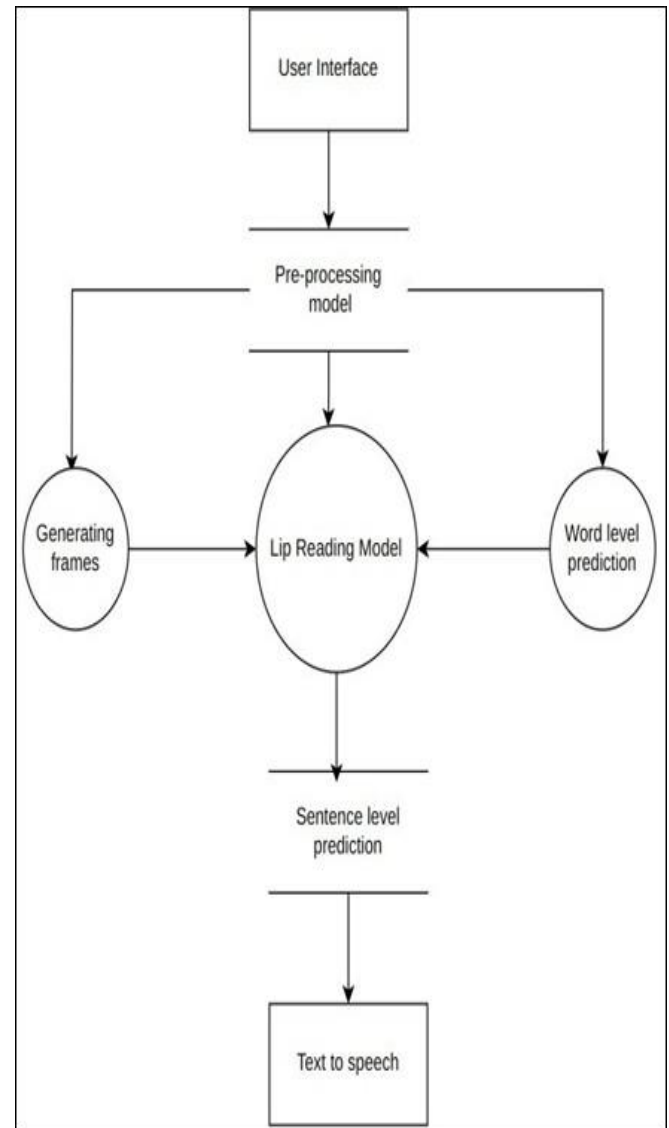 User Interface
Pre-processing
model
Generating
frames
Lip Reading Model
Word level
prediction
Sentence level
prediction
Text to speech